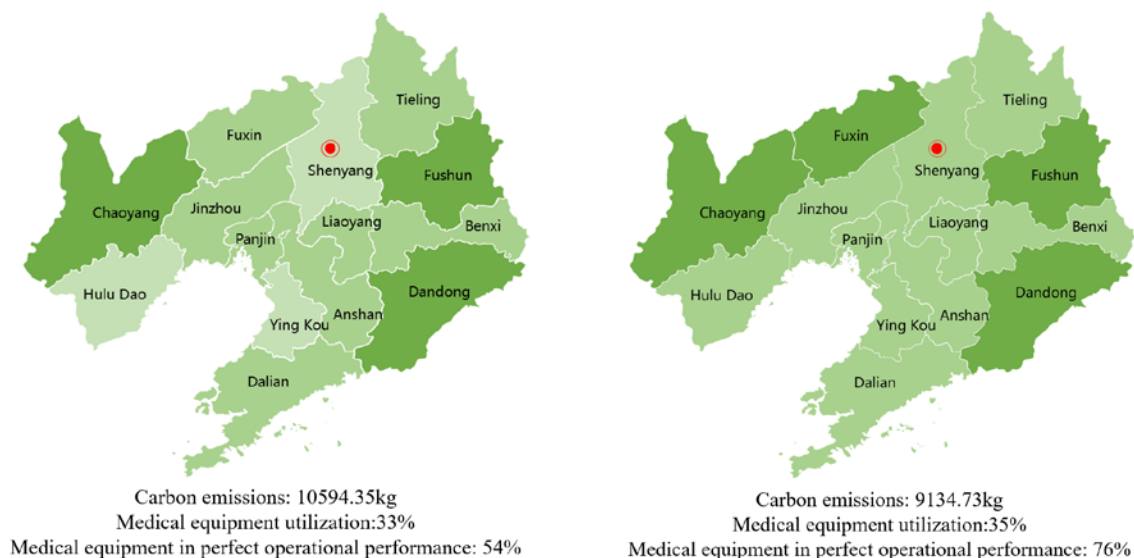 Tieling
Fuxin
Shenyang
Fushun
Chaoyang
Jinzhou
Liaoyang
Benxi
Panjin
Hulu Dao
Dandong
Ying Kou
Anshan
Dalian
Carbon emissions: 10594.35kg
Medical equipment utilization:33%
Medical equipment in perfect operational performance: 54%
Tieling
Fuxin
Shenyang
Fushun
Chaoyang
Jinzhou
Liaoyang
Benxi
Panjin
Hulu Dao
Dandong
Ying Kou
Anshan
Dalian
Carbon emissions: 9134.73kg
Medical equipment utilization:35%
Medical equipment in perfect operational performance: 76%